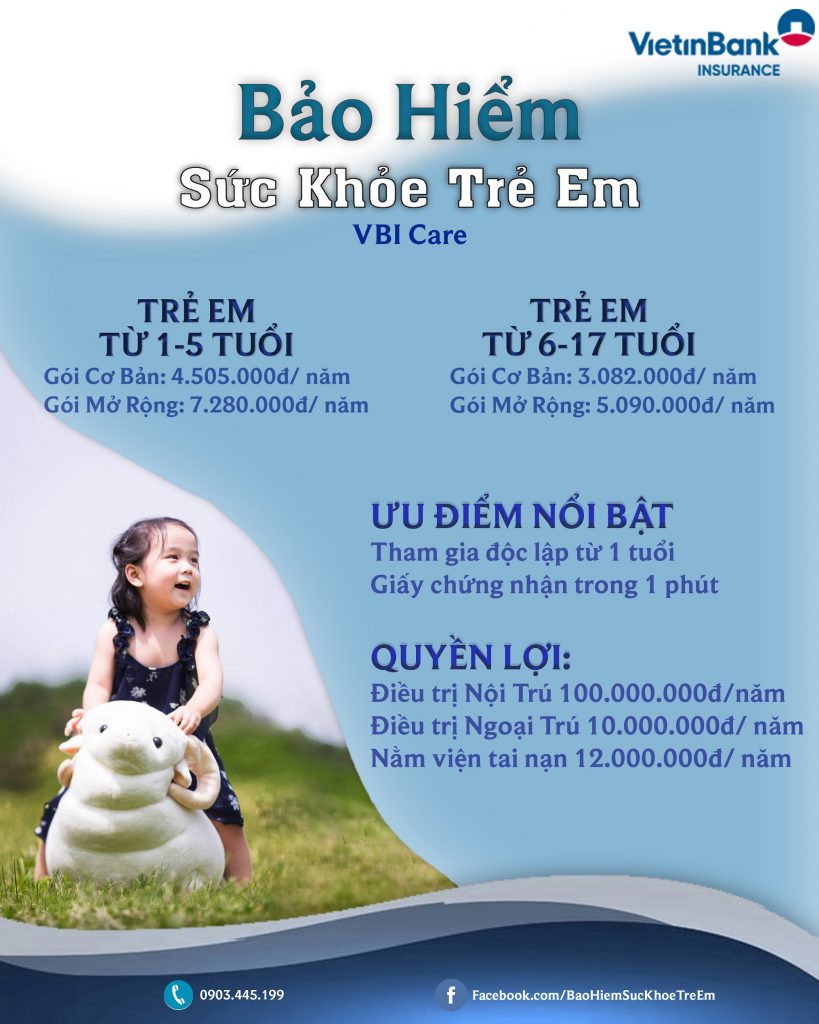 VietinBank
INSURANCE
Bảo Hiểm
Sức Khỏe Trẻ Em
VBI Care
TRẺ EM
TỪ 1-5 TUỔI
Gói Cơ Bản: 4.505.000đ/ năm
Gói Mở Rộng: 7.280.000đ/ năm
TRẺ EM
TỪ 6-17 TUỔI
Gói Cơ Bản: 3.082.000đ/ năm
Gói Mở Rộng: 5.090.000đ/ năm
ƯU ĐIỂM NỔI BẬT
Tham gia độc lập từ 1 tuổi
Giấy chứng nhận trong 1 phút
QUYỀN LỢI:
Điều trị Nội Trú 100.000.000đ/năm
Điều trị Ngoại Trú 10.000.000đ/ năm
Nằm viện tai nạn 12.000.000đ/ năm
0903.445.199
Facebook.com/BaoHiemSucKhoeTreEm